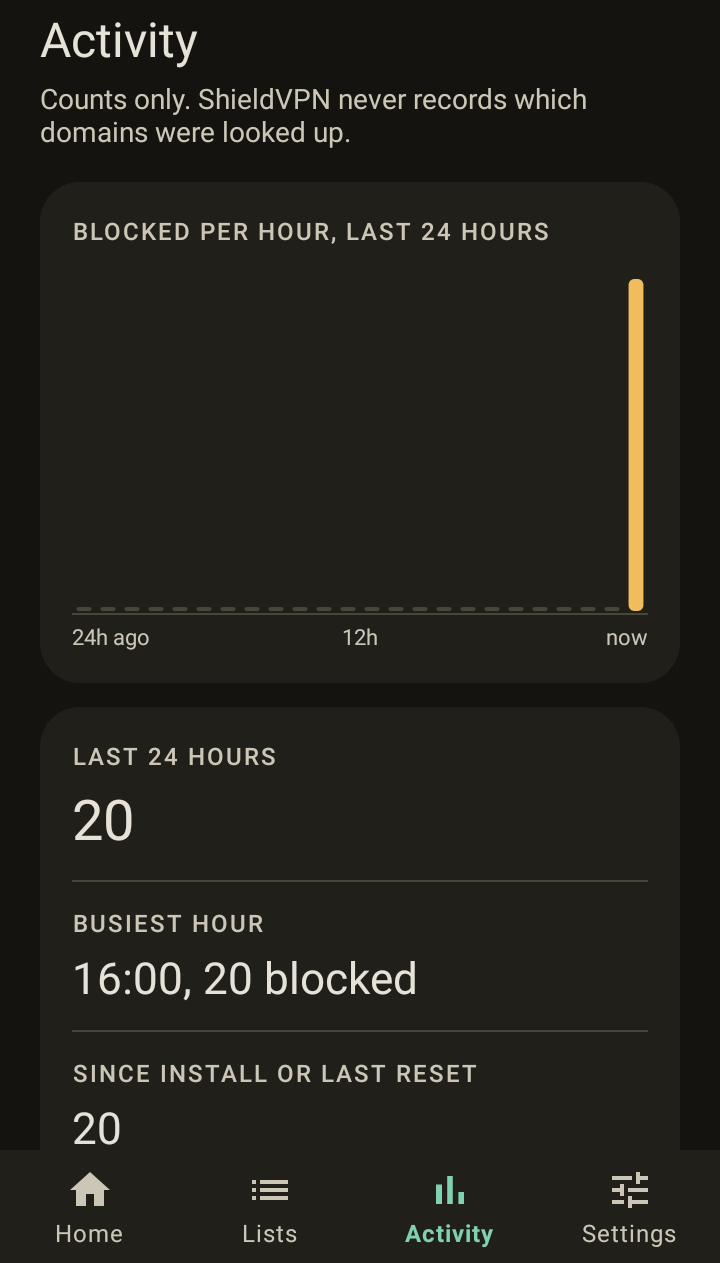 Activity
Counts only. ShieldVPN never records which
domains were looked up.
BLOCKED PER HOUR, LAST 24 HOURS
24h ago 12h now
LAST 24 HOURS
20
BUSIEST HOUR
16:00, 20 blocked
SINCE INSTALL OR LAST RESET
20
Home Lists Activity Settings